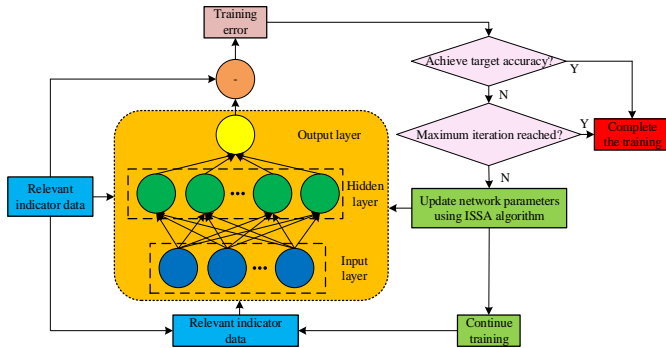 Training
error
Achieve target accuracy?
Y
-
N
Output layer
Maximum iteration reached?
Y
Complete
the training
Relevant
indicator data
•••
Hidden
layer
N
Update network parameters
using ISSA algorithm
•••
Input
layer
Relevant indicator
data
Continue
training